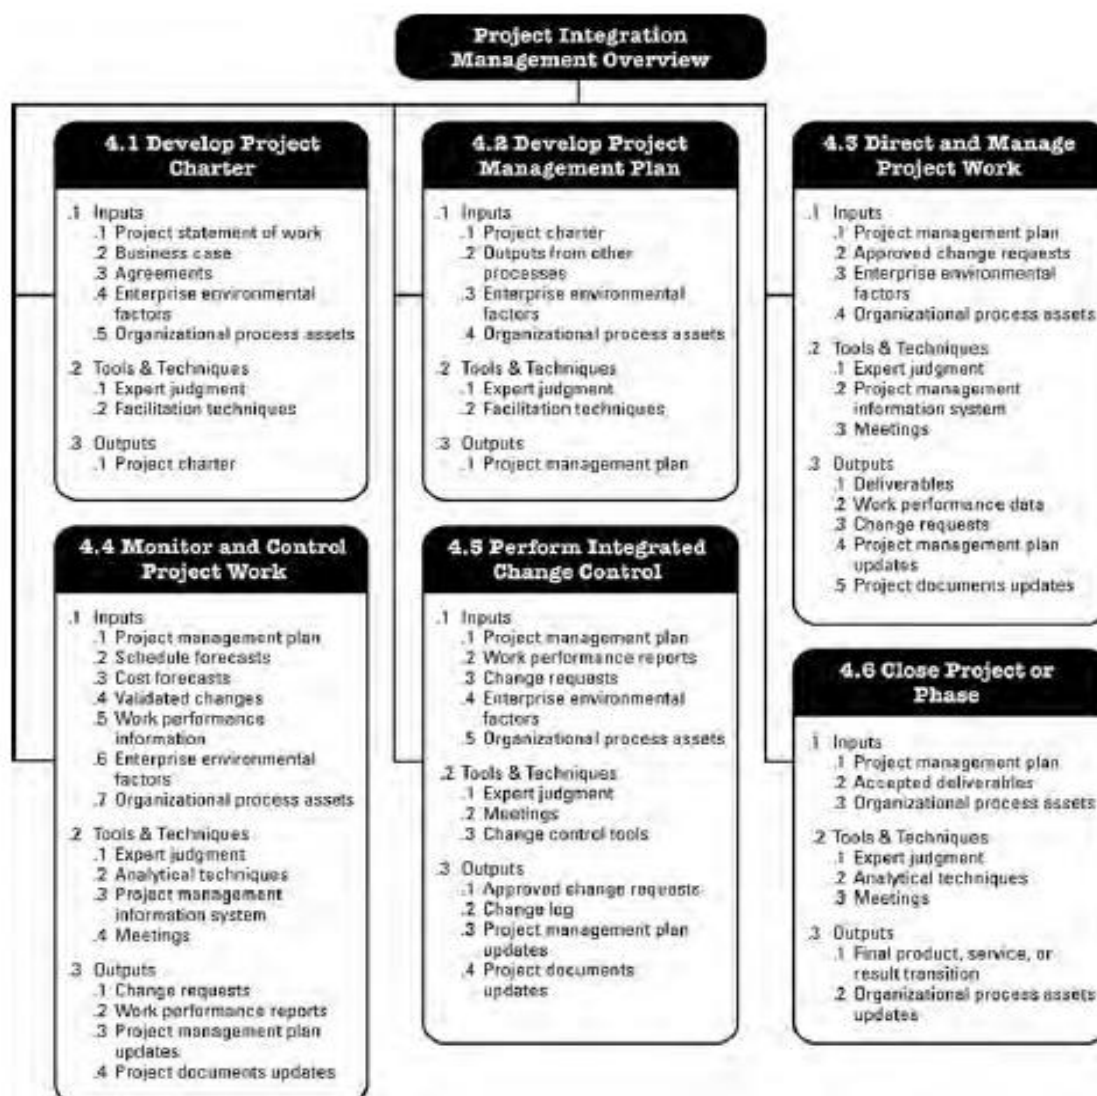 Project Integration
Management Overview
4.1 Develop Project
Charter
.1 Inputs
.1 Project statement of work
.2 Business case
.3 Agreements
.4 Enterprise environmental
factors
.5 Organizational process assets
.2 Tools & Techniques
.1 Expert judgment
.2 Facilitation techniques
.3 Outputs
.1 Project charter
4.2 Develop Project
Management Plan
.1 Inputs
.1 Project charter
.2 Outputs from other
processes
.3 Enterprise environmental
factors
.4 Organizational process assets
.2 Tools & Techniques
.1 Expert judgment
.2 Facilitation techniques
.3 Outputs
.1 Project management plan
4.3 Direct and Manage
Project Work
.1 Inputs
.1 Project management plan
.2 Approved change requests
.3 Enterprise environmental
factors
.4 Organizational process assets
.2 Tools & Techniques
.1 Expert judgment
.2 Project management
information system
.3 Meetings
.3 Outputs
.1 Deliverables
.2 Work performance data
.3 Change requests
.4 Project management plan
updates
.5 Project documents updates
4.4 Monitor and Control
Project Work
.1 Inputs
.1 Project management plan
.2 Schedule forecasts
.3 Cost forecasts
.4 Validated changes
.5 Work performance
information
.6 Enterprise environmental
factors
.7 Organizational process assets
.2 Tools & Techniques
.1 Expert judgment
.2 Analytical techniques
.3 Project management
information system
.4 Meetings
.3 Outputs
.1 Change requests
.2 Work performance reports
.3 Project management plan
updates
.4 Project documents updates
4.5 Perform Integrated
Change Control
.1 Inputs
.1 Project management plan
.2 Work performance reports
.3 Change requests
.4 Enterprise environmental
factors
.5 Organizational process assets
.2 Tools & Techniques
.1 Expert judgment
.2 Meetings
.3 Change control tools
.3 Outputs
.1 Approved change requests
.2 Change log
.3 Project management plan
updates
.4 Project documents
updates
4.6 Close Project or
Phase
.1 Inputs
.1 Project management plan
.2 Accepted deliverables
.3 Organizational process assets
.2 Tools & Techniques
.1 Expert judgment
.2 Analytical techniques
.3 Meetings
.3 Outputs
.1 Final product, service, or
result transition
.2 Organizational process assets
updates